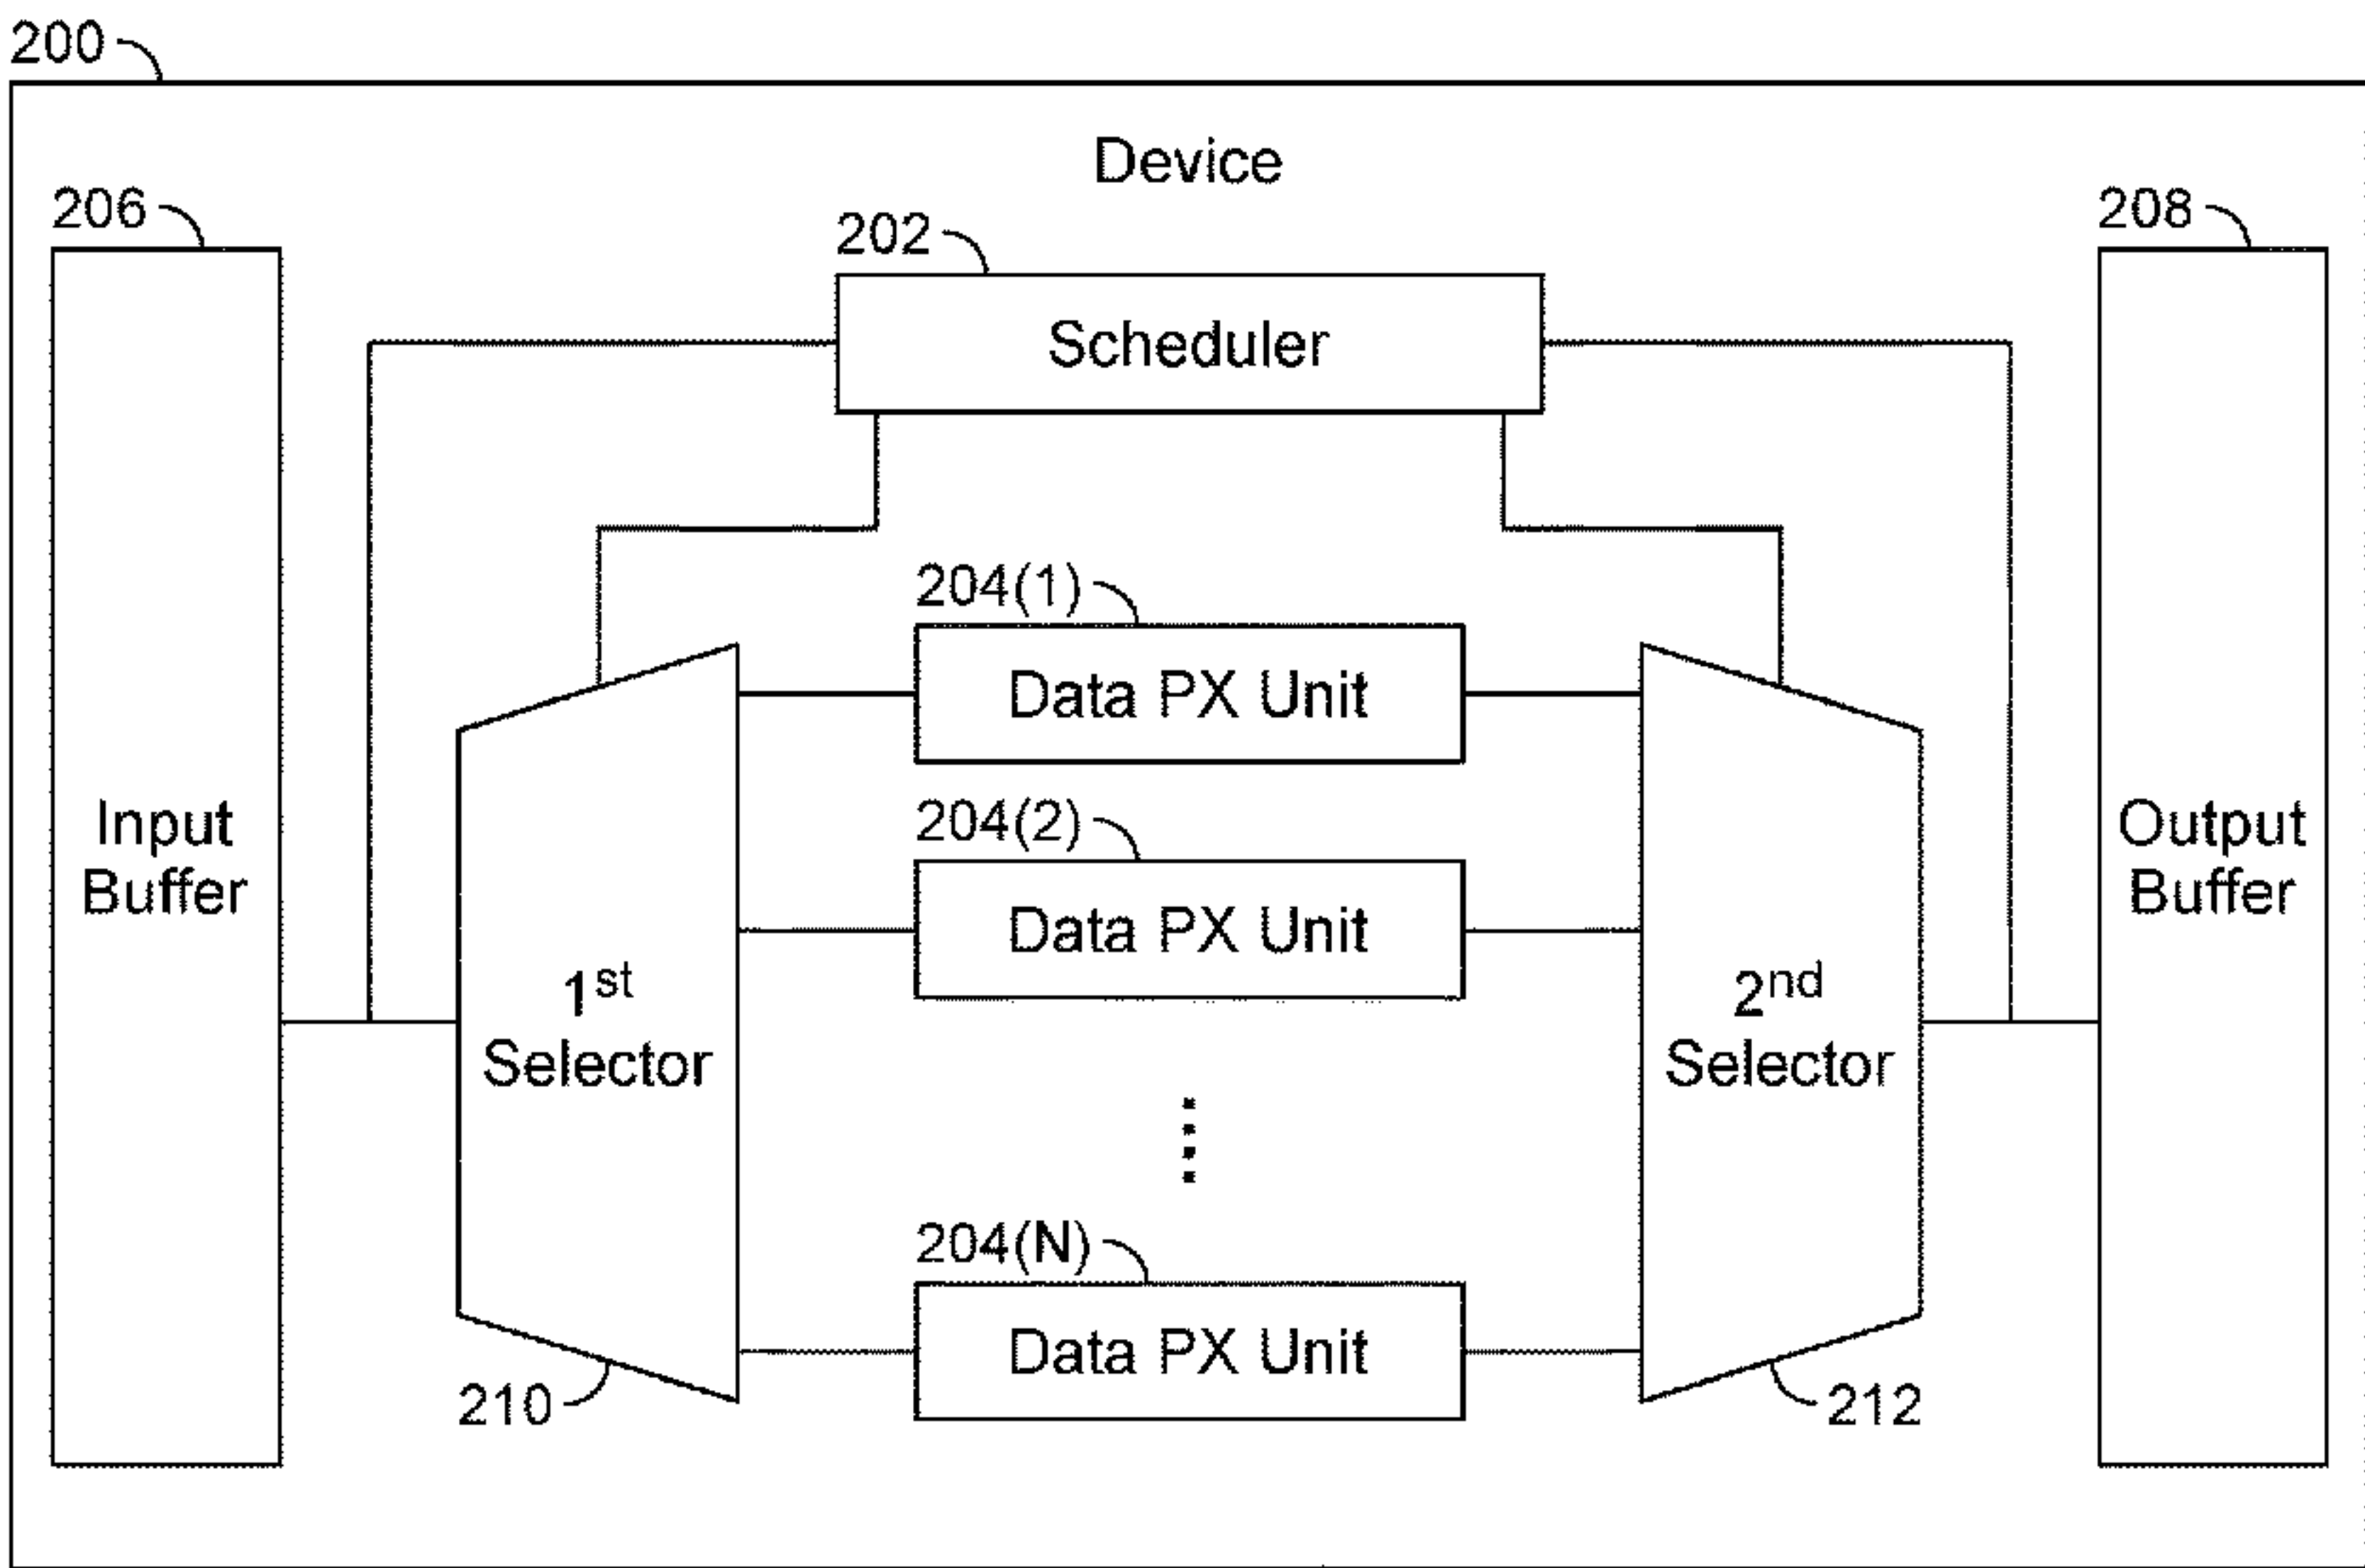 200
Device
206
208
202
Scheduler
204(1)
Data PX Unit
204(2)
Data PX Unit
Input
Buffer
1st
Selector
2nd
Selector
Output
Buffer
204(N)
Data PX Unit
210
212